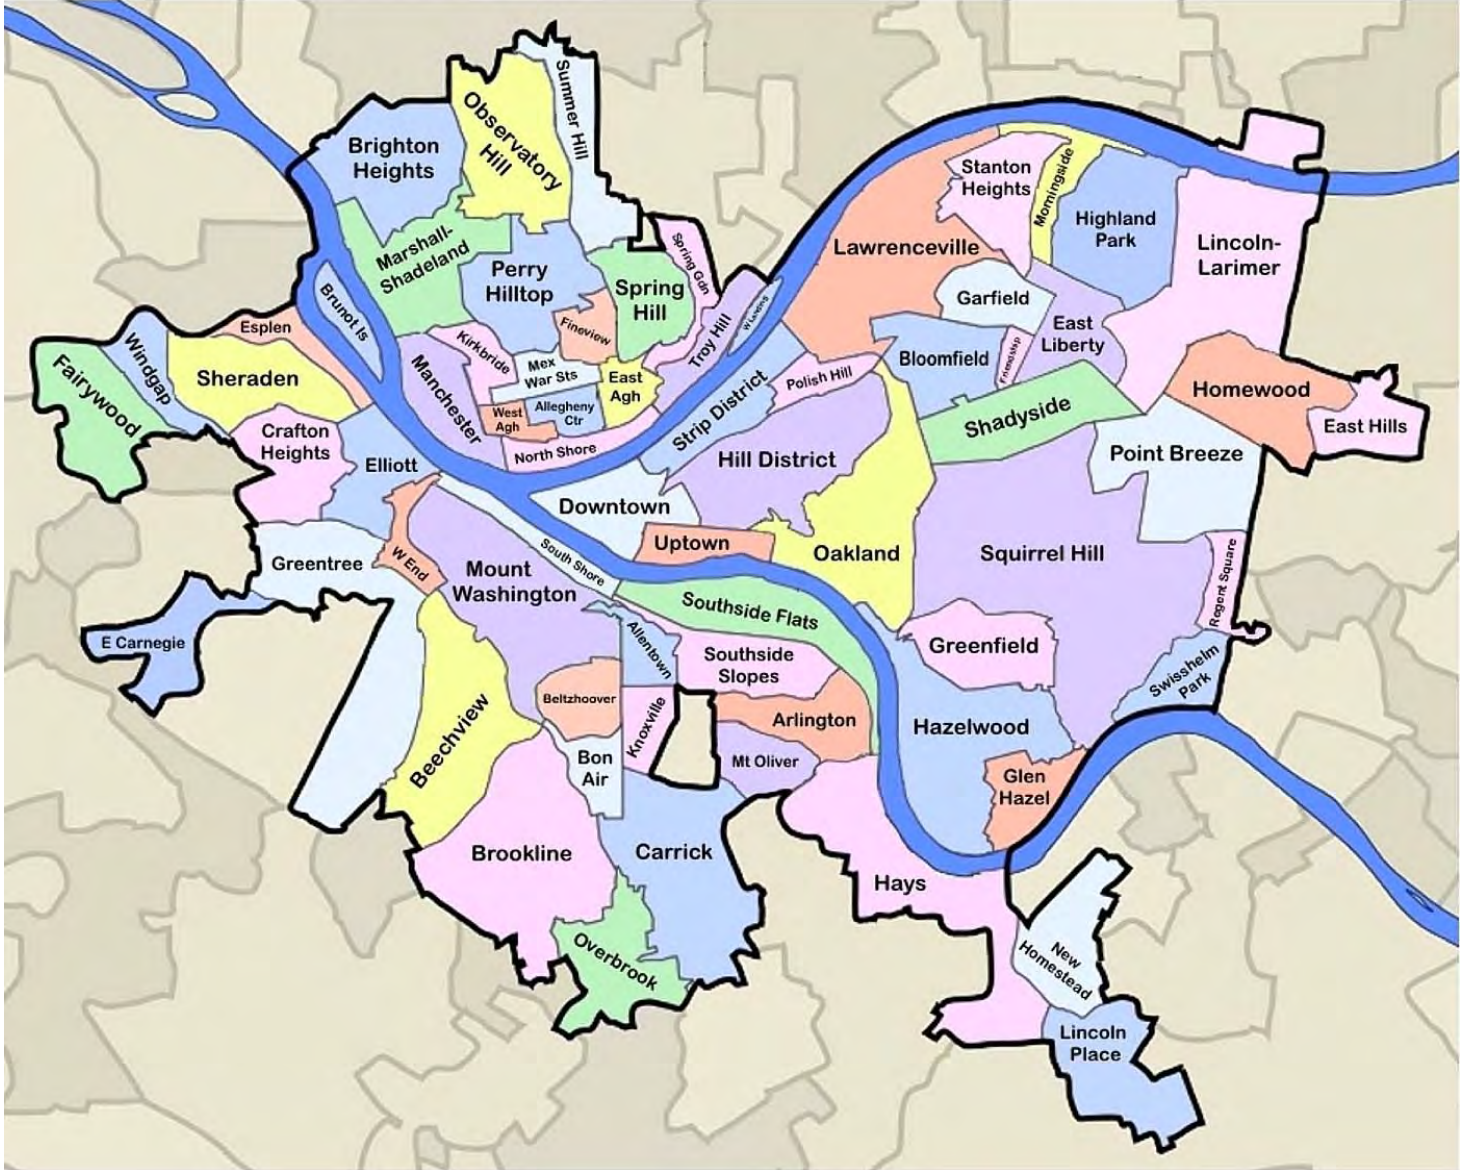 Summer Hill
Observatory
Hill
Brighton
Heights
Stanton
Heights
Morningside
Highland
Park
Lincoln-
Larimer
Marshall-
Shadeland
Perry
Hilltop
Spring Gdn
Spring
Hill
Lawrenceville
Garfield
Brunot Is
Esplen
Windgap
Fairywood
Sheraden
Kirkbride
Fineview
Troy Hill
East
Liberty
Bloomfield
Friendship
Manchester
Mex
War Sts
East
Agh
Polish Hill
Homewood
West
Agh
Allegheny
Ctr
Strip District
Shadyside
East Hills
Crafton
Heights
Elliott
North Shore
Hill District
Point Breeze
Downtown
Uptown
Oakland
Squirrel Hill
Greentree
W End
Mount
Washington
South Shore
Regent Square
Southside Flats
E Carnegie
Allentown
Southside
Slopes
Greenfield
Swisshelm
Park
Beltzhoover
Knoxville
Arlington
Hazelwood
Beechview
Bon
Air
Mt Oliver
Glen
Hazel
Brookline
Carrick
Hays
Overbrook
New
Homestead
Lincoln
Place